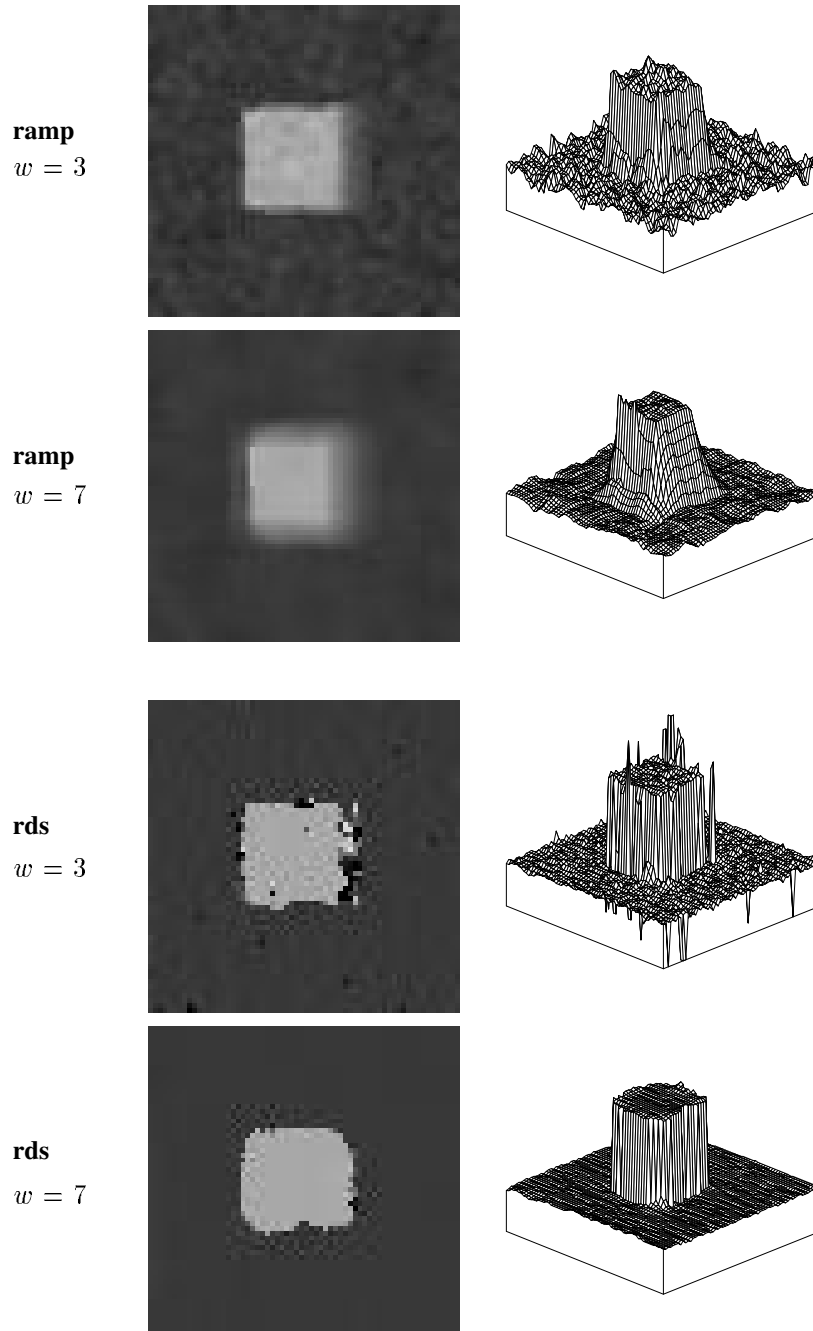 ramp
w = 3
ramp
w = 7
rds
w = 3
rds
w = 7